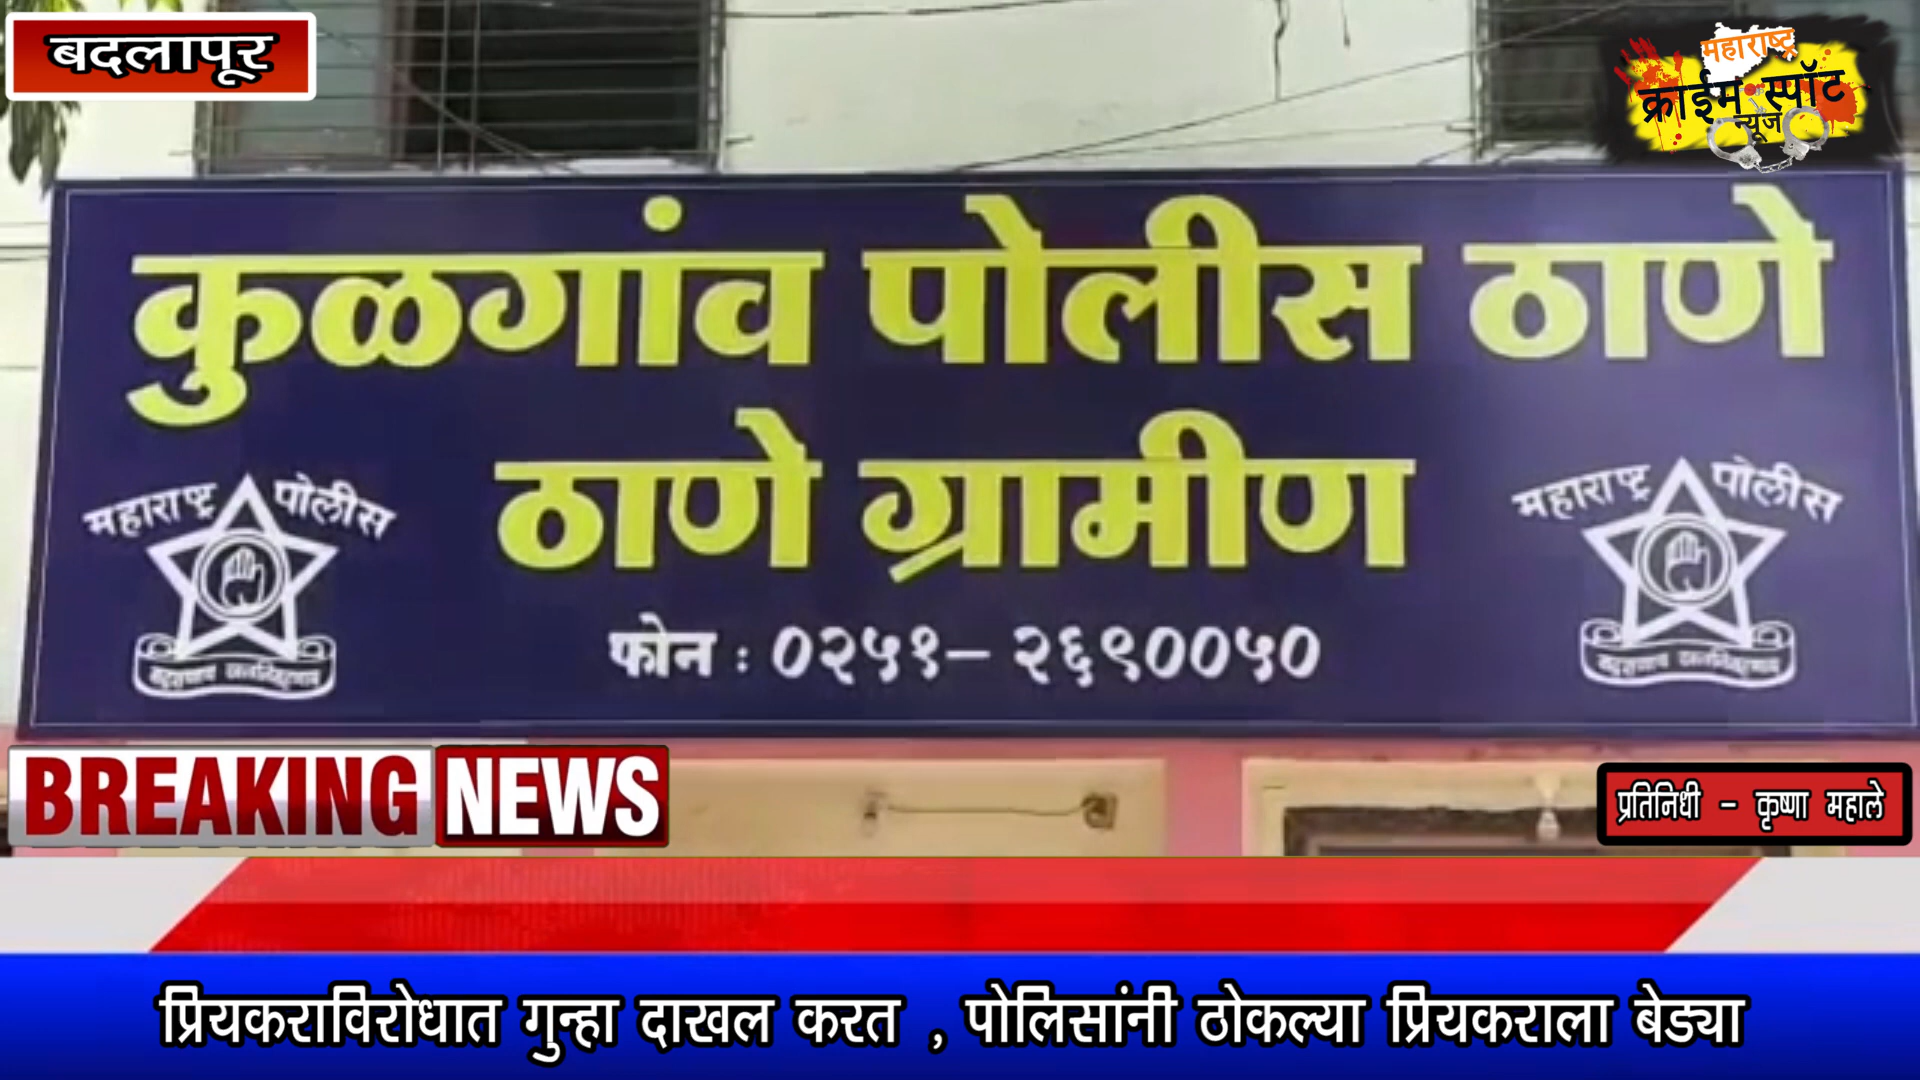 बदलापूर
महाराष्ट्र
क्राईम स्पॉट
न्यूज
कुळगांव पोलीस ठाणे
ठाणे ग्रामीण
महाराष्ट्र पोलीस
महाराष्ट्र पोलीस
फोन : ०२५१– २६९००५०
BREAKING NEWS
प्रतिनिधी - कृष्णा महाले
प्रियकराविरोधात गुन्हा दाखल करत , पोलिसांनी ठोकल्या प्रियकराला बेड्या